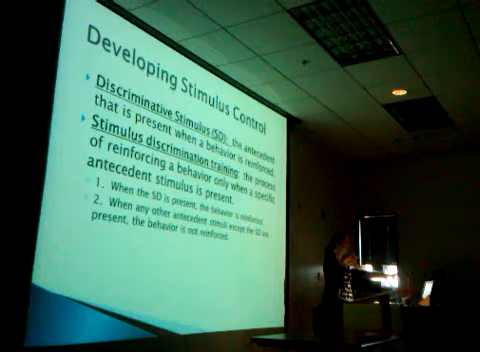 Developing Stimulus Control
Discriminative Stimulus (SD): the antecedent
that is present when a behavior is reinforced.
Stimulus discrimination training: the process
of reinforcing a behavior only when a specific
antecedent stimulus is present.
1. When the SD is present, the behavior is reinforced.
2. When any other antecedent stimuli except the SD are
present, the behavior is not reinforced.